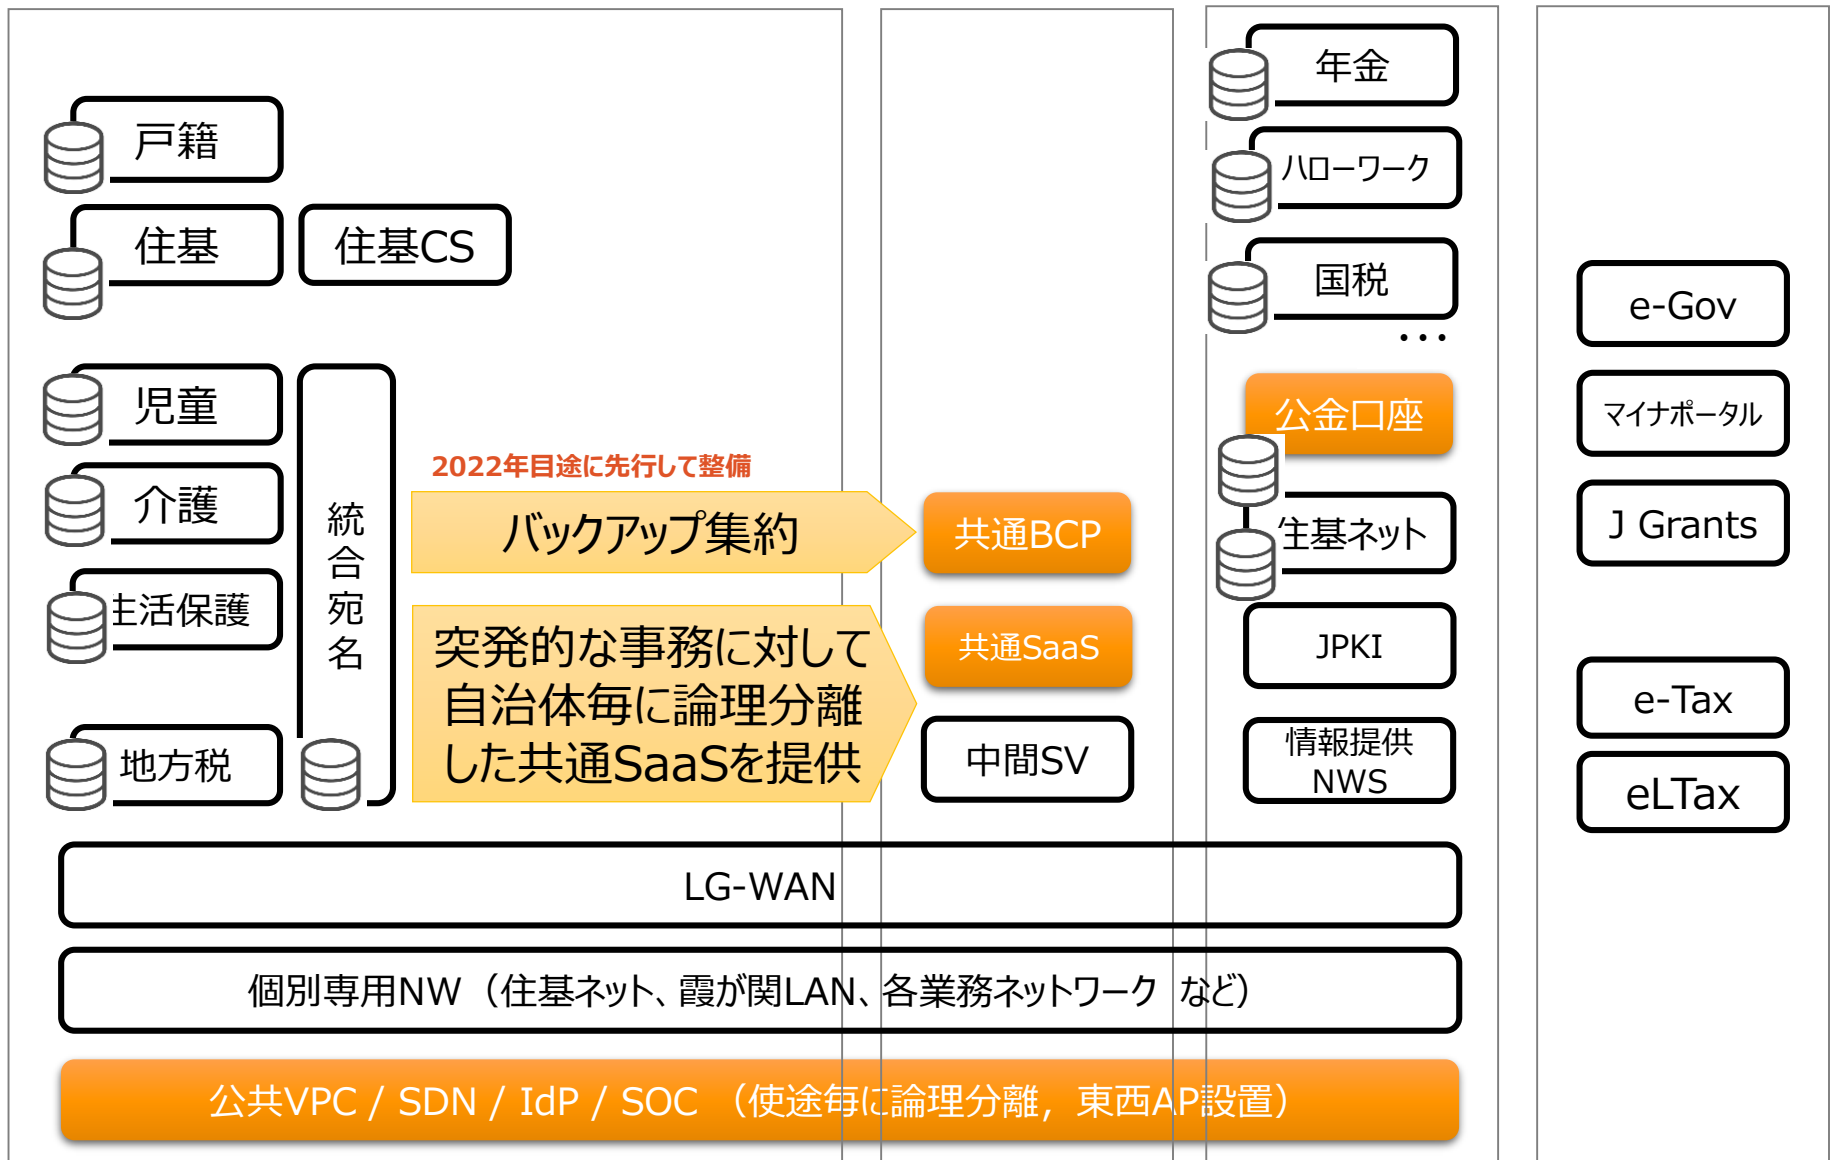 戸籍
住基
住基CS
児童
介護
生活保護
地方税
統合宛名
2022年目途に先行して整備
バックアップ集約
突発的な事務に対して
自治体毎に論理分離
した共通SaaSを提供
共通BCP
共通SaaS
中間SV
年金
ハローワーク
国税
・・・
公金口座
住基ネット
JPKI
情報提供
NWS
e-Gov
マイナポータル
J Grants
e-Tax
eLTax
LG-WAN
個別専用NW（住基ネット、霞が関LAN、各業務ネットワーク など）
公共VPC / SDN / IdP / SOC （使途毎に論理分離，東西AP設置）